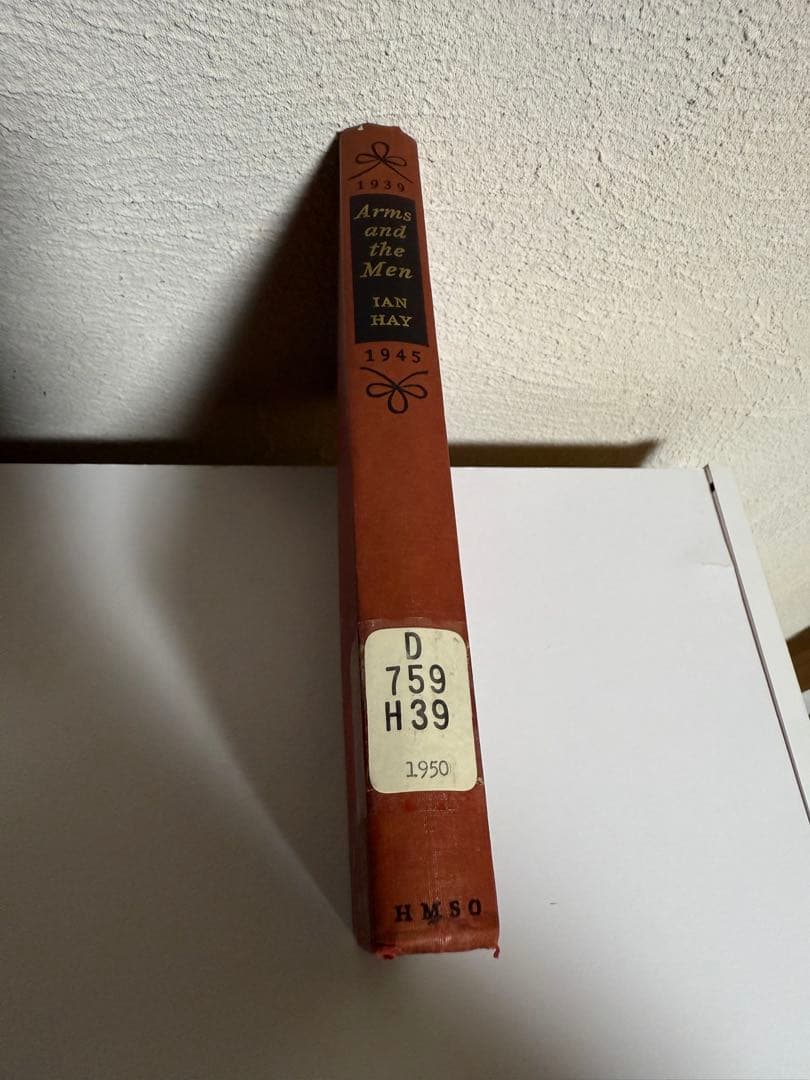 1939
Arms
and
the
Men
IAN
HAY
1945
D
759
H39
1950
HMSO